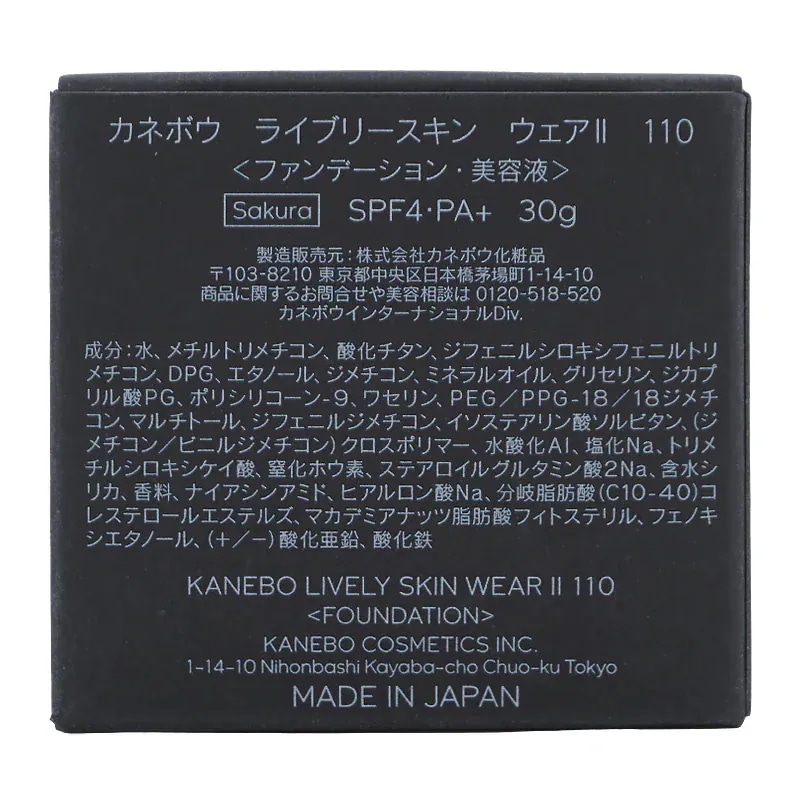 カネボウ ライブリースキン ウェアⅡ 110
＜ファンデーション・美容液＞
Sakura SPF4・PA+ 30g
製造販売元：株式会社カネボウ化粧品
〒103-8210 東京都中央区日本橋茅場町1-14-10
商品に関するお問合せや美容相談は 0120-518-520
カネボウインターナショナルDiv.
成分：水、メチルトリメチコン、酸化チタン、ジフェニルシロキシフェニルトリ
メチコン、DPG、エタノール、ジメチコン、ミネラルオイル、グリセリン、ジカプ
リル酸PG、ポリシリコーン-9、ワセリン、PEG／PPG-18／18ジメチ
コン、マルチトール、ジフェニルジメチコン、イソステアリン酸ソルビタン、（ジ
メチコン／ビニルジメチコン）クロスポリマー、水酸化Al、塩化Na、トリメ
チルシロキシケイ酸、窒化ホウ素、ステアロイルグルタミン酸2Na、含水シ
リカ、香料、ナイアシンアミド、ヒアルロン酸Na、分岐脂肪酸（C10-40）コ
レステロールエステルズ、マカデミアナッツ脂肪酸フィトステリル、フェノキ
シエタノール、（+／−）酸化亜鉛、酸化鉄
KANEBO LIVELY SKIN WEAR Ⅱ 110
<FOUNDATION>
KANEBO COSMETICS INC.
1-14-10 Nihonbashi Kayaba-cho Chuo-ku Tokyo
MADE IN JAPAN